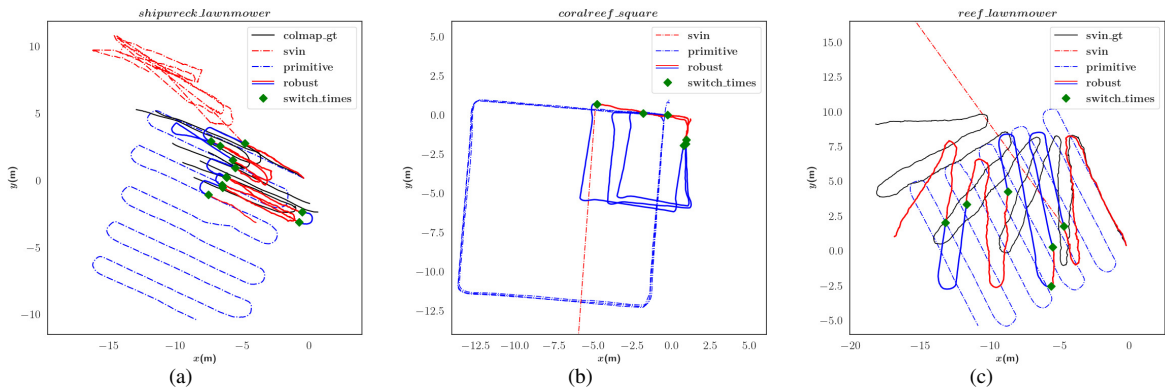 shipwreck_lawnmower
10
5
0
−5
−10
y(m)
−15
−10
−5
0
x(m)
colmap_gt
svin
primitive
robust
switch_times
(a)
coralreef_square
5.0
2.5
0.0
−2.5
−5.0
−7.5
−10.0
−12.5
y(m)
−12.5
−10.0
−7.5
−5.0
−2.5
0.0
2.5
5.0
x(m)
svin
primitive
robust
switch_times
(b)
reef_lawnmower
15.0
12.5
10.0
7.5
5.0
2.5
0.0
−2.5
−5.0
y(m)
−20
−15
−10
−5
0
x(m)
svin_gt
svin
primitive
robust
switch_times
(c)